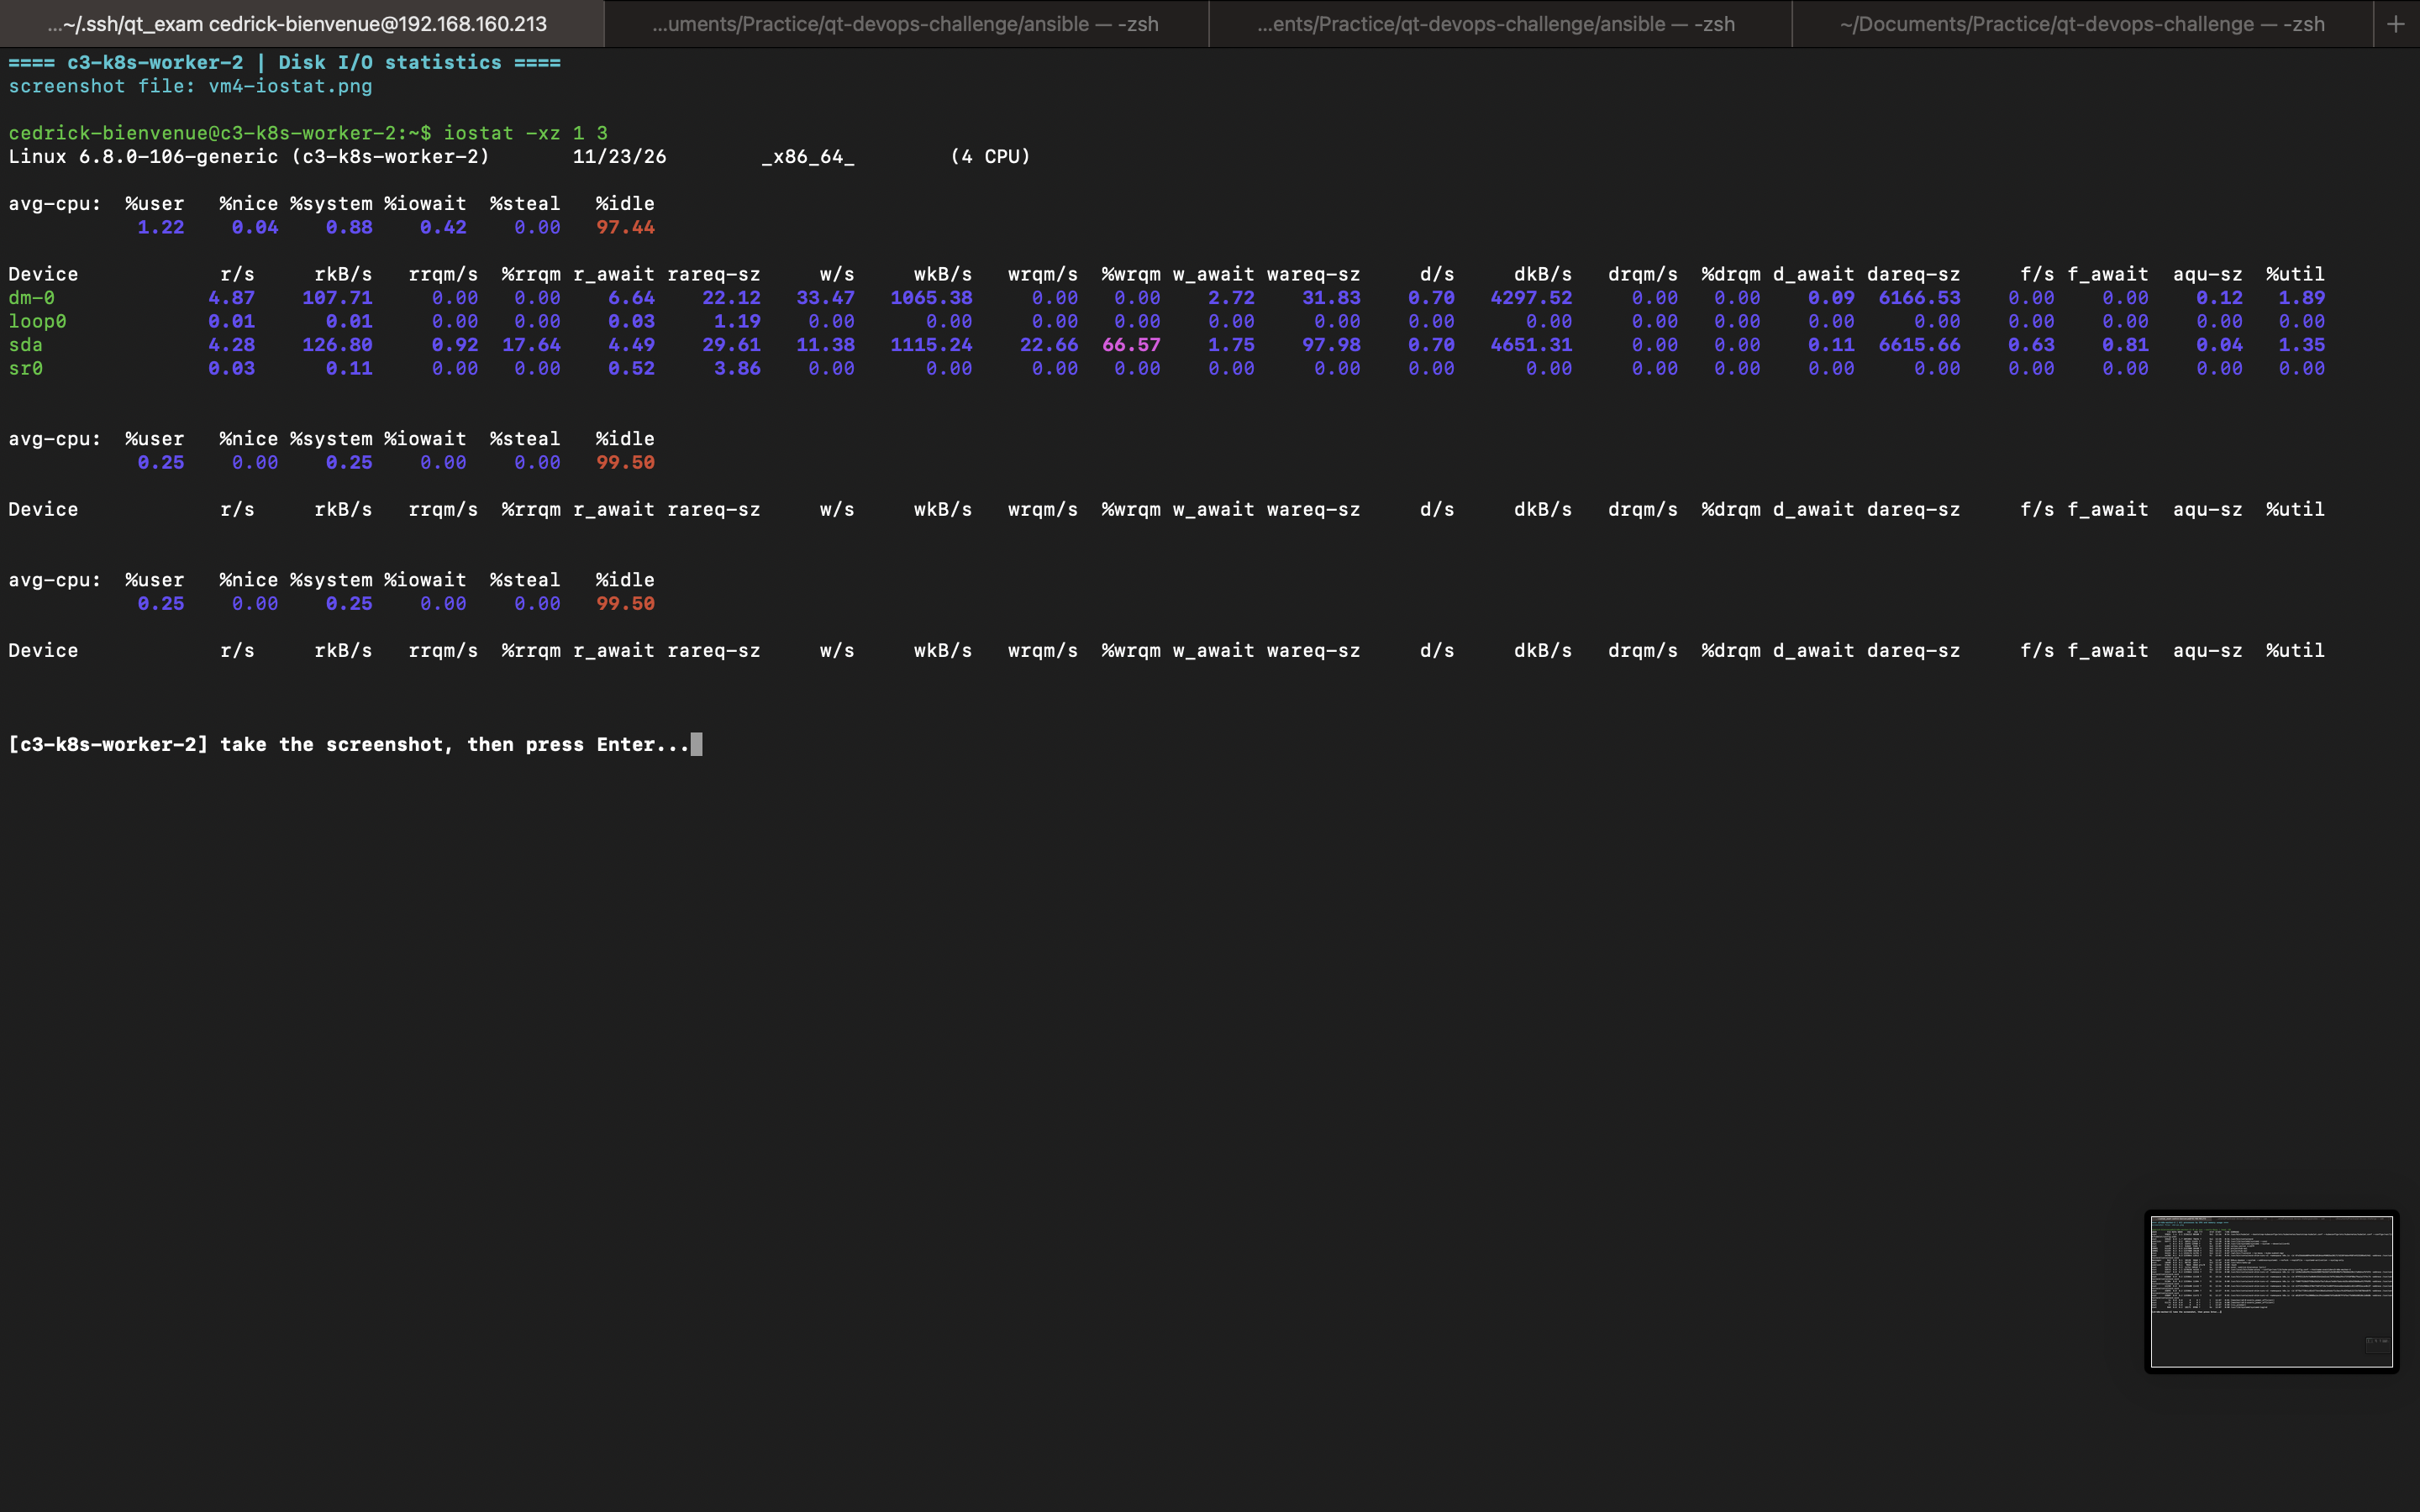 ...~/.ssh/qt_exam cedrick-bienvenue@192.168.160.213 ...uments/Practice/qt-devops-challenge/ansible — -zsh ...ents/Practice/qt-devops-challenge/ansible — -zsh ~/Documents/Practice/qt-devops-challenge — -zsh +
==== c3-k8s-worker-2 | Disk I/O statistics ====
screenshot file: vm4-iostat.png
cedrick-bienvenue@c3-k8s-worker-2:~$ iostat -xz 1 3
Linux 6.8.0-106-generic (c3-k8s-worker-2) 11/23/26 _x86_64_ (4 CPU)
avg-cpu: %user %nice %system %iowait %steal %idle
1.22 0.04 0.88 0.42 0.00 97.44
Device r/s rkB/s rrqm/s %rrqm r_await rareq-sz w/s wkB/s wrqm/s %wrqm w_await wareq-sz d/s dkB/s drqm/s %drqm d_await dareq-sz f/s f_await aqu-sz %util
dm-0 4.87 107.71 0.00 0.00 6.64 22.12 33.47 1065.38 0.00 0.00 2.72 31.83 0.70 4297.52 0.00 0.00 0.09 6166.53 0.00 0.00 0.12 1.89
loop0 0.01 0.01 0.00 0.00 0.03 1.19 0.00 0.00 0.00 0.00 0.00 0.00 0.00 0.00 0.00 0.00 0.00 0.00 0.00 0.00 0.00 0.00
sda 4.28 126.80 0.92 17.64 4.49 29.61 11.38 1115.24 22.66 66.57 1.75 97.98 0.70 4651.31 0.00 0.00 0.11 6615.66 0.63 0.81 0.04 1.35
sr0 0.03 0.11 0.00 0.00 0.52 3.86 0.00 0.00 0.00 0.00 0.00 0.00 0.00 0.00 0.00 0.00 0.00 0.00 0.00 0.00 0.00 0.00
avg-cpu: %user %nice %system %iowait %steal %idle
0.25 0.00 0.25 0.00 0.00 99.50
Device r/s rkB/s rrqm/s %rrqm r_await rareq-sz w/s wkB/s wrqm/s %wrqm w_await wareq-sz d/s dkB/s drqm/s %drqm d_await dareq-sz f/s f_await aqu-sz %util
avg-cpu: %user %nice %system %iowait %steal %idle
0.25 0.00 0.25 0.00 0.00 99.50
Device r/s rkB/s rrqm/s %rrqm r_await rareq-sz w/s wkB/s wrqm/s %wrqm w_await wareq-sz d/s dkB/s drqm/s %drqm d_await dareq-sz f/s f_await aqu-sz %util
[c3-k8s-worker-2] take the screenshot, then press Enter...